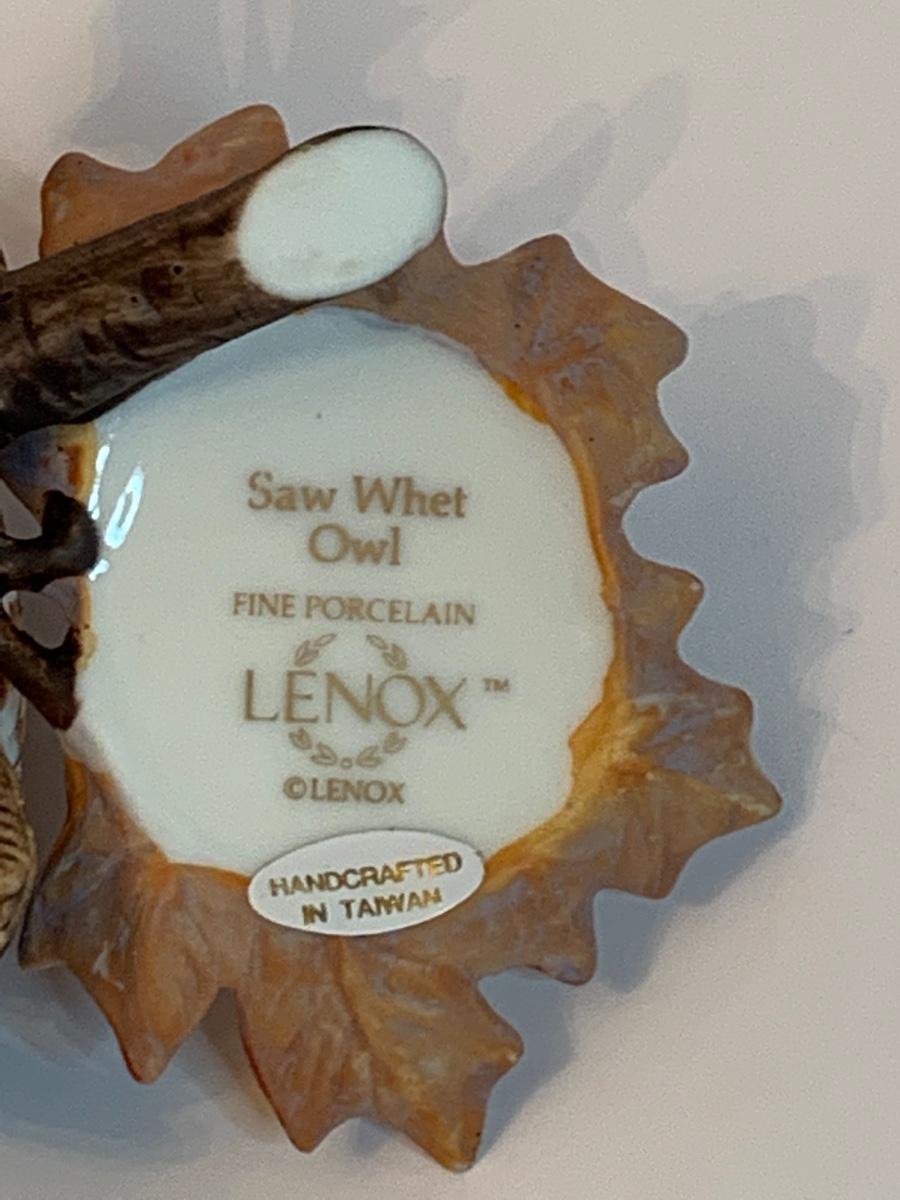 Saw Whet
Owl
FINE PORCELAIN
LENOX ™
©LENOX
HANDCRAFTED
IN TAIWAN